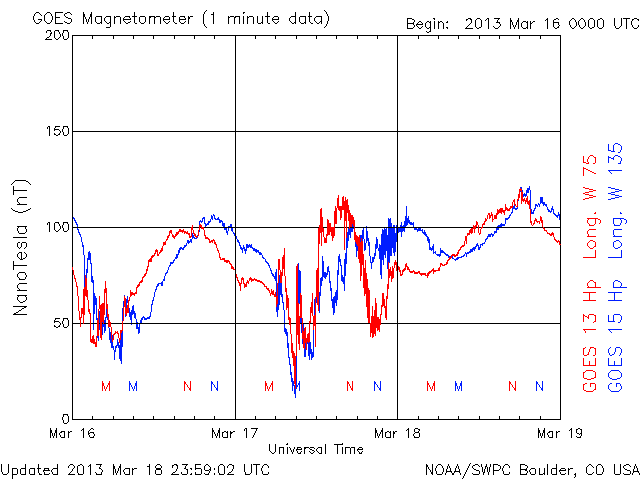 GOES Magnetometer (1 minute data)
Begin: 2013 Mar 16 0000 UTC
200
150
100
50
0
NanoTesla (nT)
M M N N M M N N M M N N
Mar 16 Mar 17 Mar 18 Mar 19
Universal Time
GOES 13 Hp Long. W 75
GOES 15 Hp Long. W 135
Updated 2013 Mar 18 23:59:02 UTC
NOAA/SWPC Boulder, CO USA